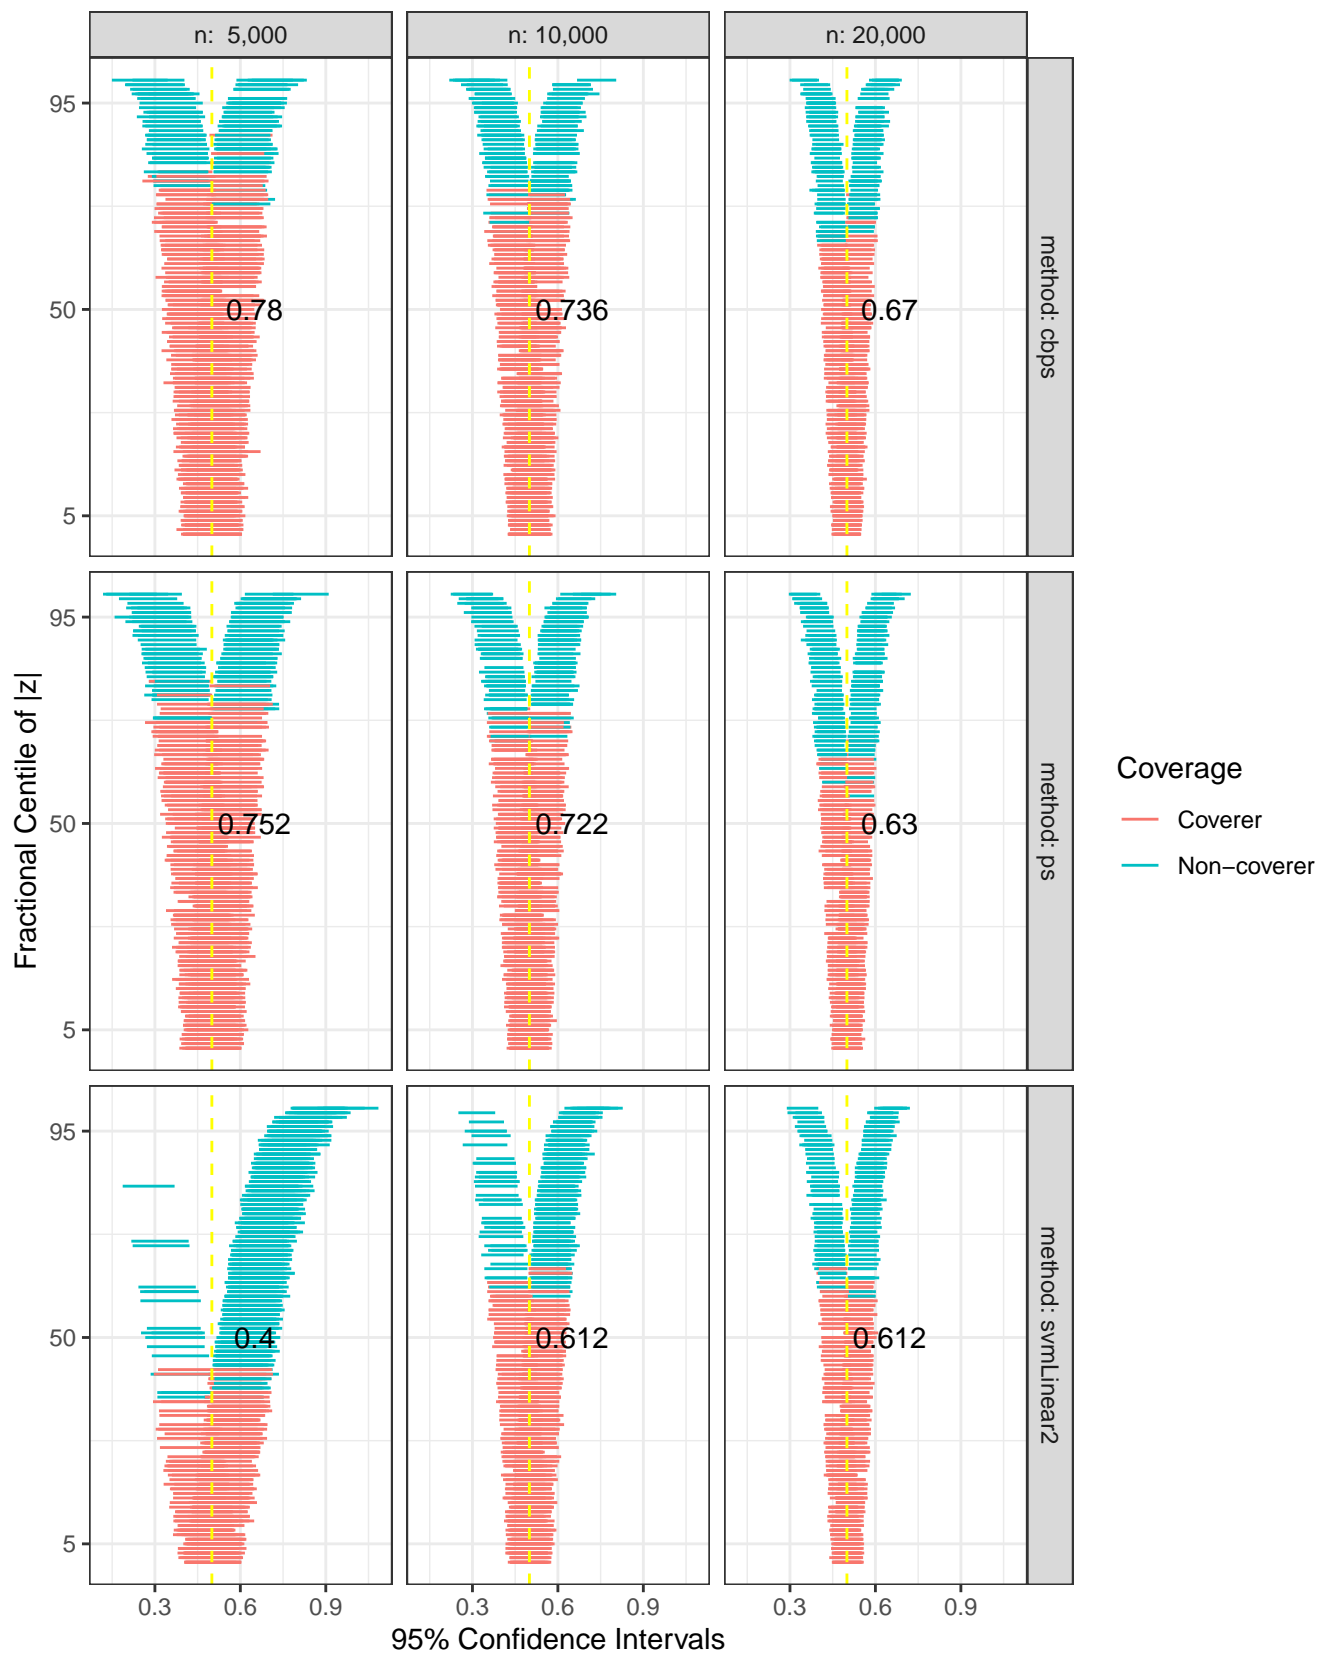 n:  5,000
n: 10,000
n: 20,000
95
50
5
0.78
0.736
0.67
method: cbps
95
50
5
0.752
0.722
0.63
method: ps
Fractional Centile of |z|
95
50
5
0.4
0.612
0.612
method: svmLinear2
0.3
0.6
0.9
0.3
0.6
0.9
0.3
0.6
0.9
95% Confidence Intervals
Coverage
Coverer
Non−coverer